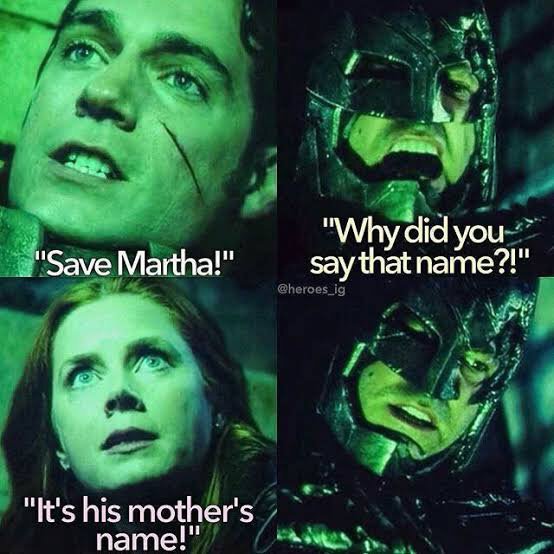 "Save Martha!"
"Why did you
say that name?!"
@heroes_ig
"It's his mother's
name!"